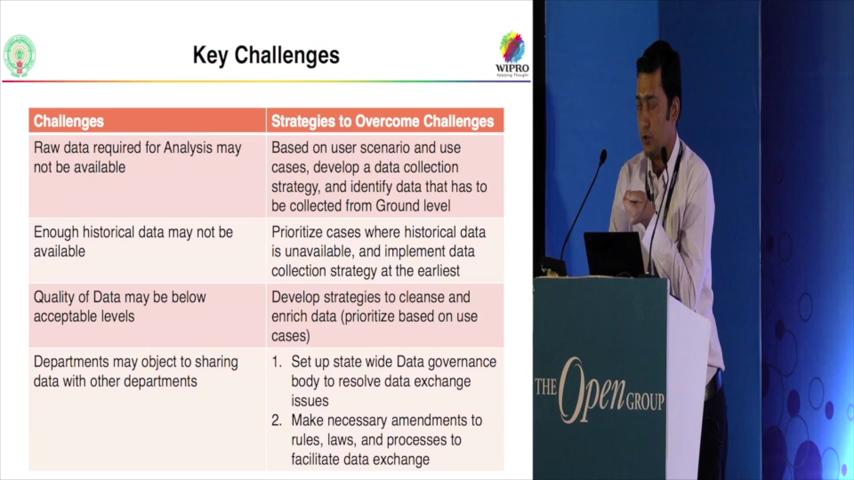 Key Challenges
WIPRO
Applying Thought
Challenges
Strategies to Overcome Challenges
Raw data required for Analysis may
not be available
Based on user scenario and use
cases, develop a data collection
strategy, and identify data that has to
be collected from Ground level
Enough historical data may not be
available
Prioritize cases where historical data
is unavailable, and implement data
collection strategy at the earliest
Quality of Data may be below
acceptable levels
Develop strategies to cleanse and
enrich data (prioritize based on use
cases)
Departments may object to sharing
data with other departments
1. Set up state wide Data governance
body to resolve data exchange
issues
2. Make necessary amendments to
rules, laws, and processes to
facilitate data exchange
THE Open GROUP